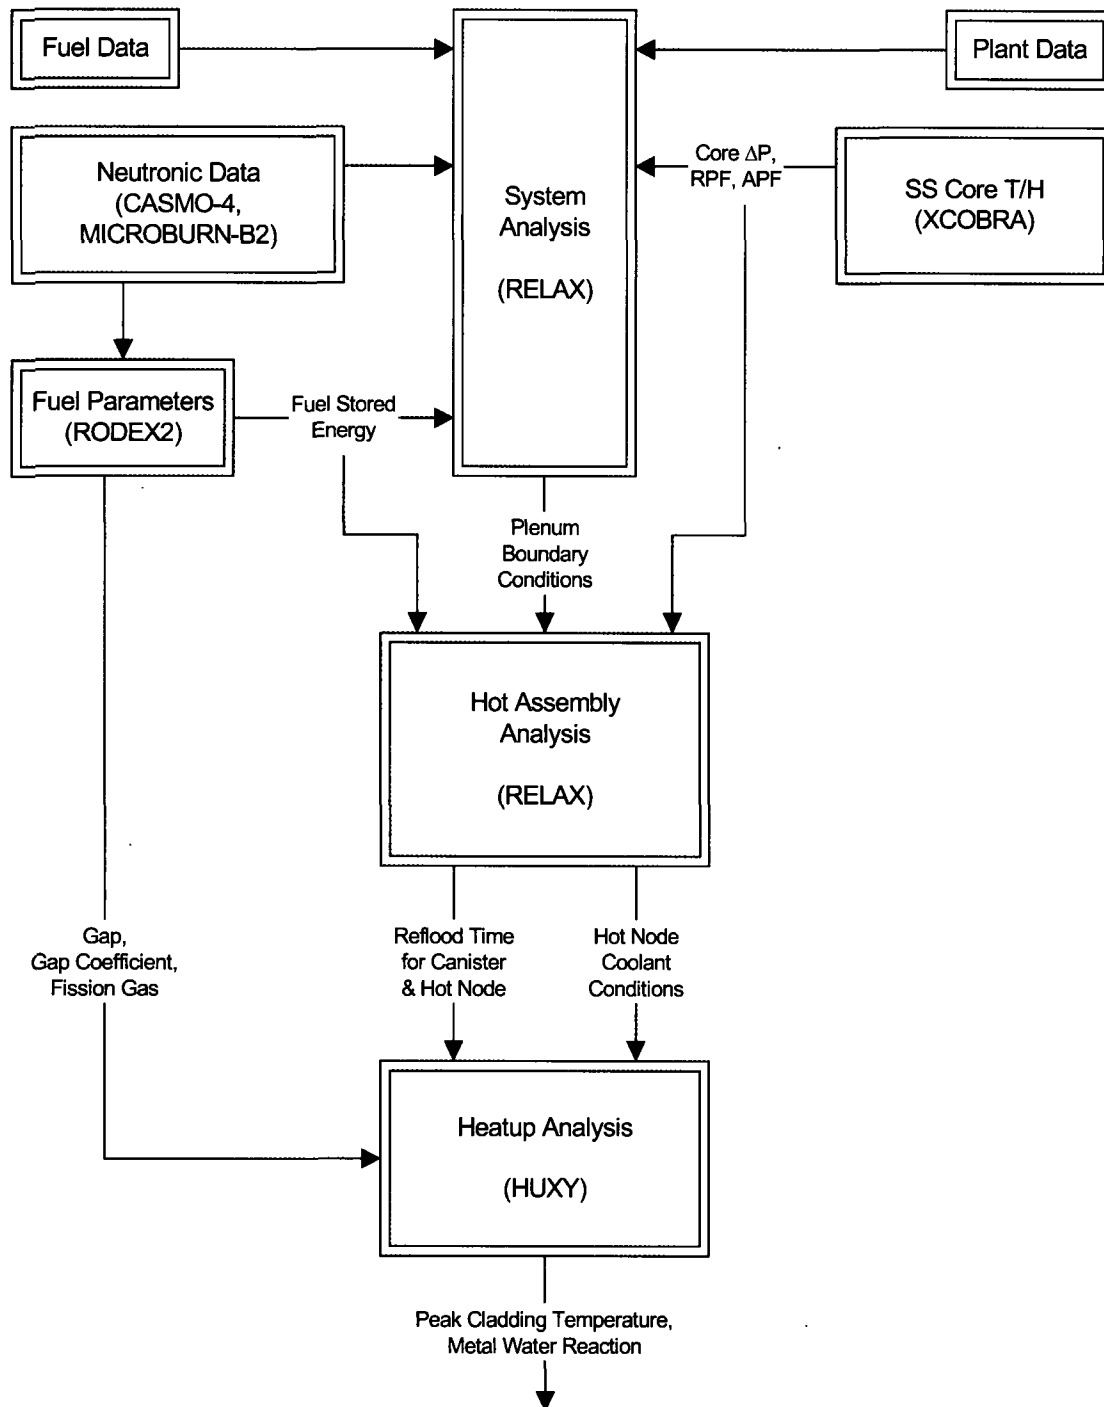 Fuel Data
Plant Data
Neutronic Data
(CASMO-4,
MICROBURN-B2)
System
Analysis
(RELAX)
Core ΔP,
RPF, APF
SS Core T/H
(XCOBRA)
Fuel Parameters
(RODEX2)
Fuel Stored
Energy
Plenum
Boundary
Conditions
Hot Assembly
Analysis
(RELAX)
Gap,
Gap Coefficient,
Fission Gas
Reflood Time
for Canister
& Hot Node
Hot Node
Coolant
Conditions
Heatup Analysis
(HUXY)
Peak Cladding Temperature,
Metal Water Reaction